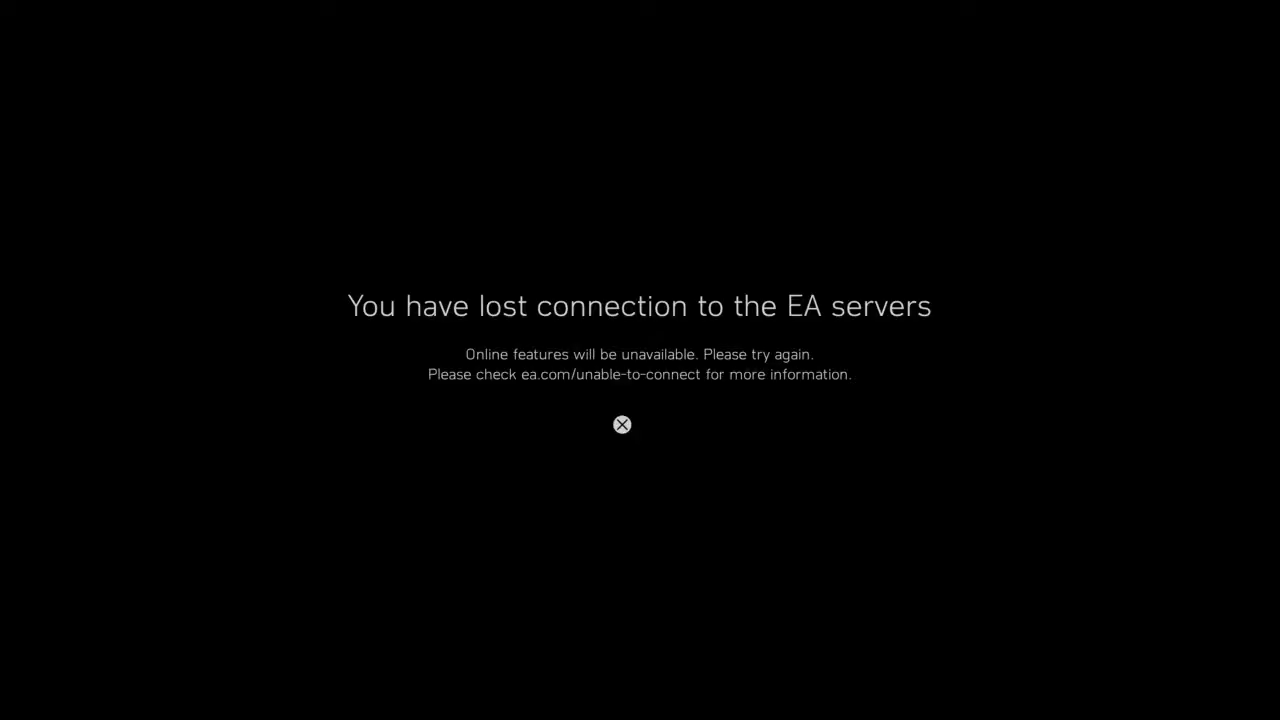 You have lost connection to the EA servers
Online features will be unavailable. Please try again.
Please check ea.com/unable-to-connect for more information.